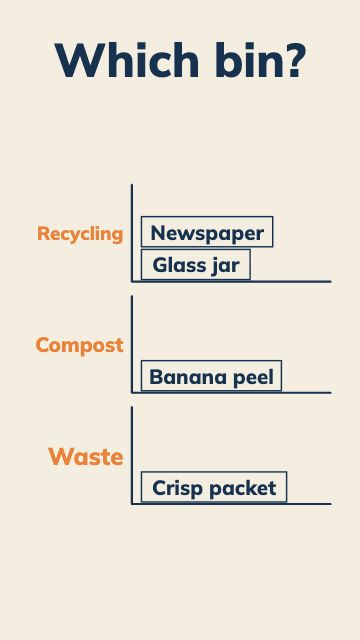 Which bin?
Recycling
Newspaper
Glass jar
Compost
Banana peel
Waste
Crisp packet